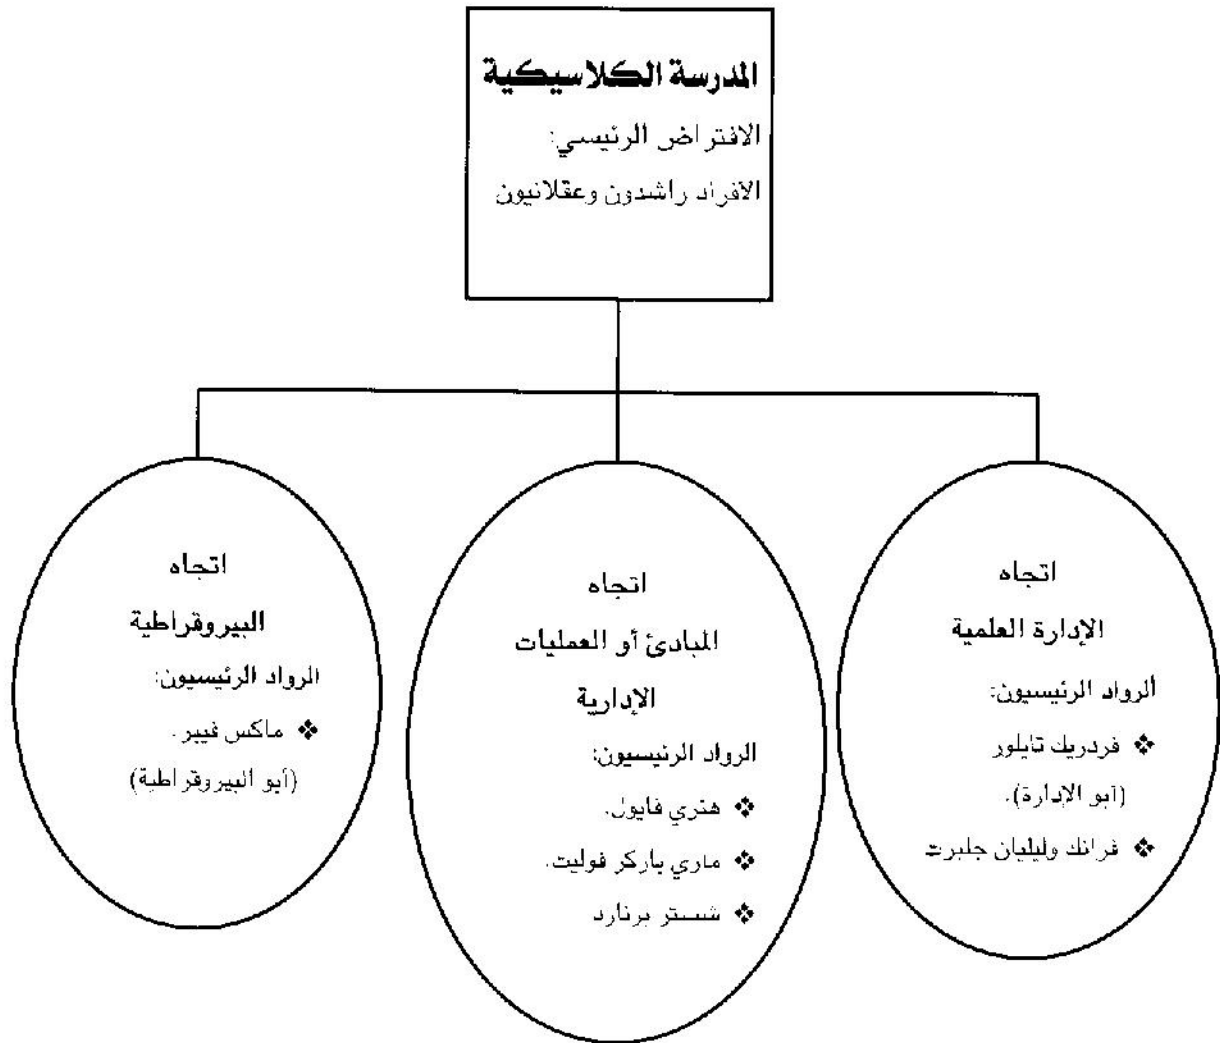 المدرسة الكلاسيكية
الافتراض الرئيسي:
الأفراد راشدون وعقلانيون
اتجاه
الإدارة العلمية
ألرواد الرئيسيون:
❖ فردريك تايلور
(أبو الإدارة).
❖ فرانك وليليان جلبرت
اتجاه
المبادئ أو العمليات
الإدارية
الرواد الرئيسيون:
❖ هنري فايول.
❖ ماري باركر فوليت.
❖ شستر برنارد
اتجاه
البيروقراطية
الرواد الرئيسيون:
❖ ماكس فيبر.
(أبو البيروقراطية)